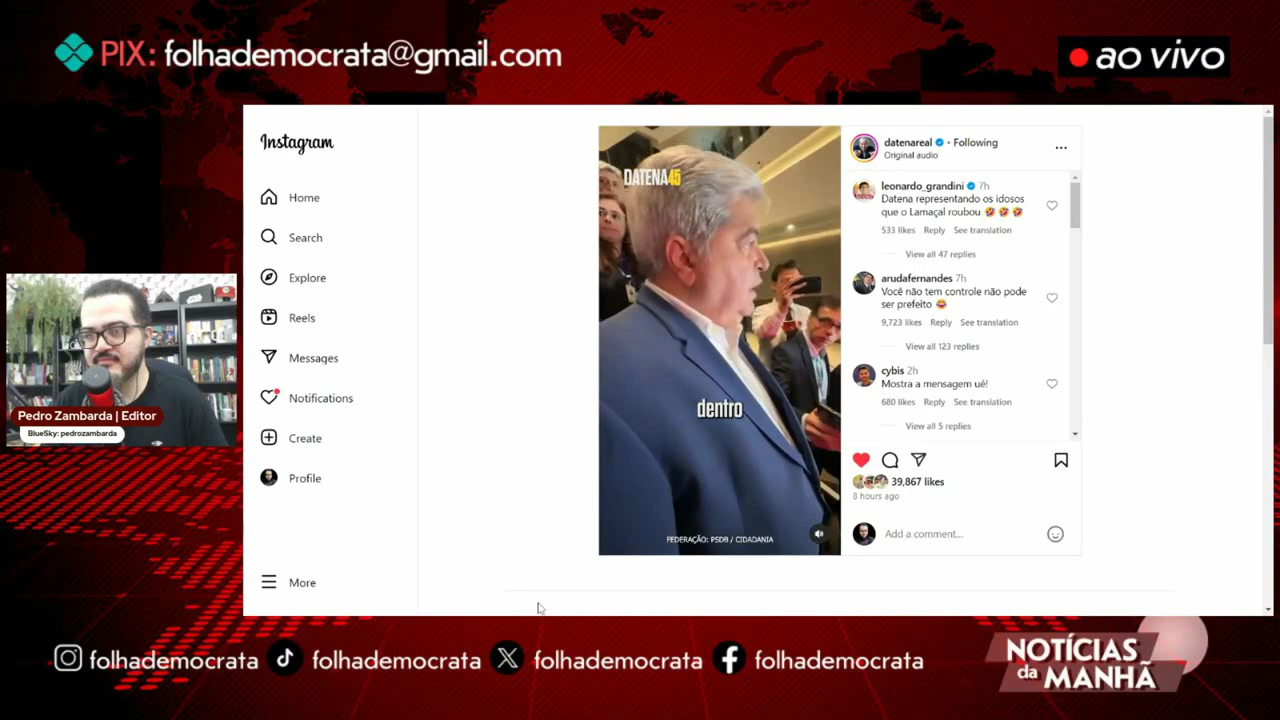 PIX: folhademocrata@gmail.com
ao vivo
Instagram
Home
Search
Explore
Reels
Messages
Notifications
Create
Profile
More
DATENA45
dentro
FEDERAÇÃO: PSDB / CIDADANIA
datenareal • Following
Original audio
leonardo_grandini 7h
Datena representando os idosos
que o Lamaçal roubou
533 likes Reply See translation
View all 47 replies
arudafernandes 7h
Você não tem controle não pode
ser prefeito
9,723 likes Reply See translation
View all 123 replies
cybis 2h
Mostra a mensagem ué!
680 likes Reply See translation
View all 5 replies
39,867 likes
8 hours ago
Add a comment...
Pedro Zambarda | Editor
BlueSky: pedrozambarda
folhademocrata
folhademocrata
folhademocrata
folhademocrata
NOTÍCIAS
da MANHÃ